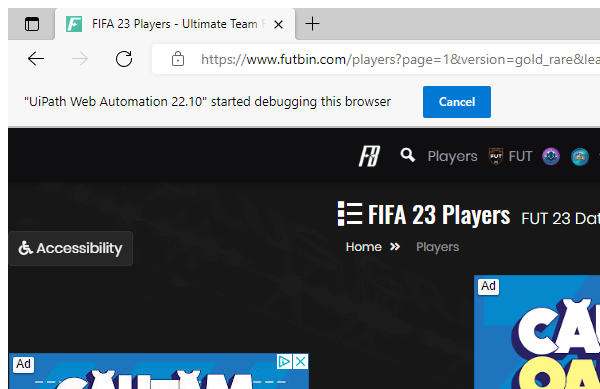 FIFA 23 Players - Ultimate Team
https://www.futbin.com/players?page=1&version=gold_rare&lea
"UiPath Web Automation 22.10" started debugging this browser
Cancel
Players FUT
FIFA 23 Players FUT 23 Dat
Home » Players
Accessibility
Ad
Ad